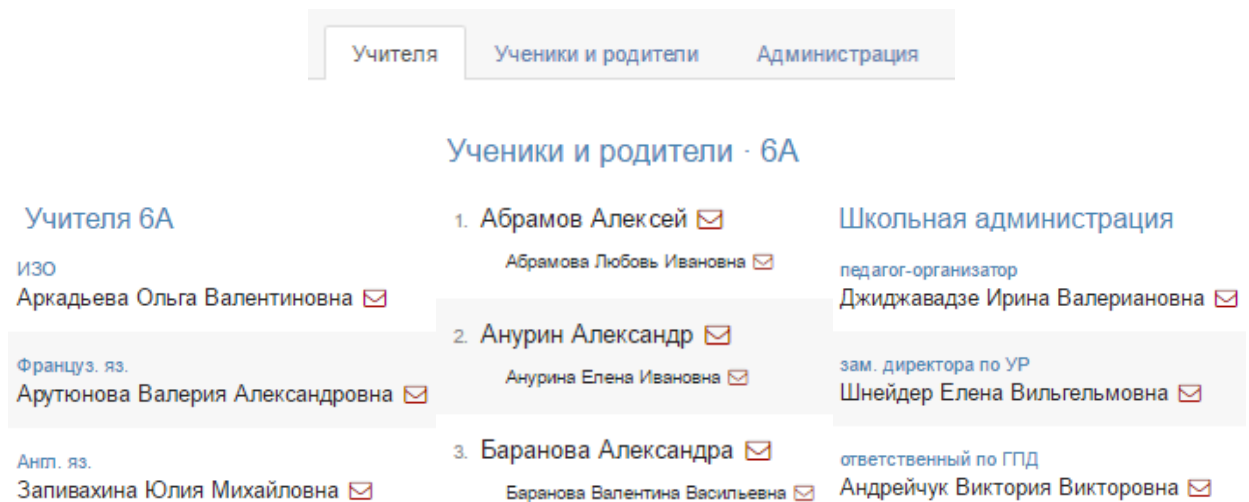 Учителя Ученики и родители Администрация
Ученики и родители · 6А
Учителя 6А
ИЗО
Аркадьева Ольга Валентиновна
Француз. яз.
Арутюнова Валерия Александровна
Англ. яз.
Запивахина Юлия Михайловна
1. Абрамов Алексей
Абрамова Любовь Ивановна
2. Анурин Александр
Анурина Елена Ивановна
3. Баранова Александра
Баранова Валентина Васильевна
Школьная администрация
педагог-организатор
Джиджавадзе Ирина Валериановна
зам. директора по УР
Шнейдер Елена Вильгельмовна
ответственный по ГПД
Андрейчук Виктория Викторовна